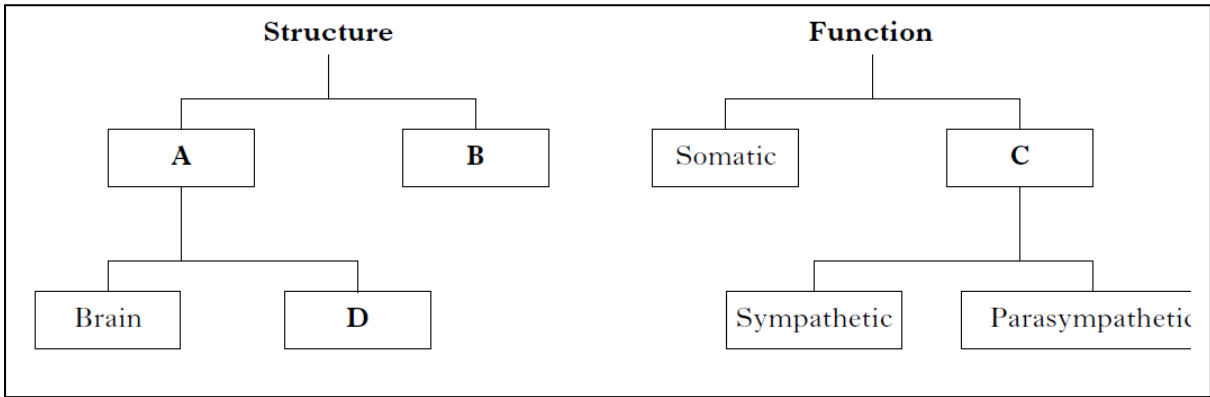 Structure
Function
A
B
Somatic
C
Brain
D
Sympathetic
Parasympathetic